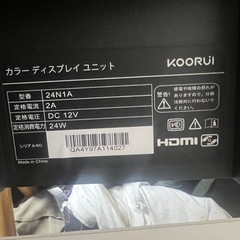 カラー ディスプレイ ユニット
KOORUI
型番 24N1A
定格電流 2A
定格電圧 DC 12V
定格消費電力 24W
シリアルNO
QA4Y97A114027
Made in China
HDMI